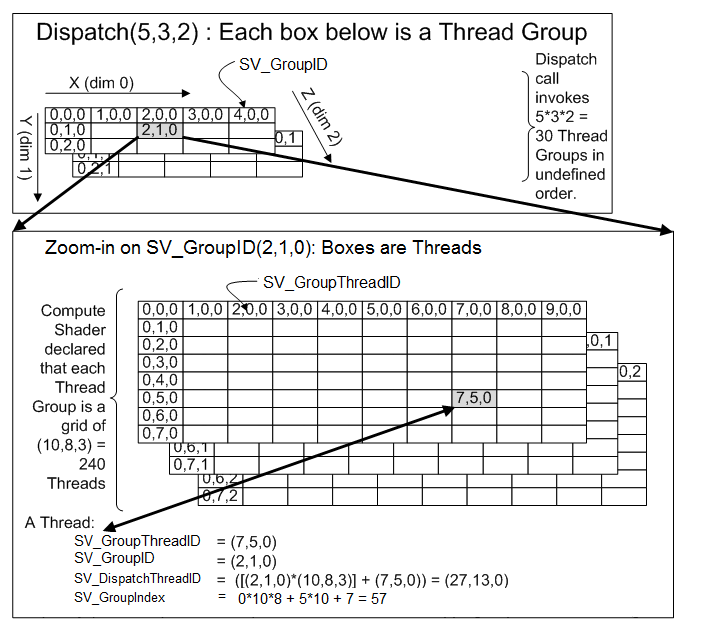 Dispatch(5,3,2) : Each box below is a Thread Group
SV_GroupID
X (dim 0)
Y (dim 1)
Z (dim 2)
0,0,0 1,0,0 2,0,0 3,0,0 4,0,0
0,1,0 2,1,0
0,2,0
0,1
0,2,1
Dispatch
call
invokes
5*3*2 =
30 Thread
Groups in
undefined
order.
Zoom-in on SV_GroupID(2,1,0): Boxes are Threads
SV_GroupThreadID
Compute
Shader
declared
that each
Thread
Group is a
grid of
(10,8,3) =
240
Threads
0,0,0 1,0,0 2,0,0 3,0,0 4,0,0 5,0,0 6,0,0 7,0,0 8,0,0 9,0,0
0,1,0
0,2,0
0,3,0
0,4,0
0,5,0 7,5,0
0,6,0
0,7,0
,0,1
0,6,1
0,7,1
0,2
0,6,2
0,7,2
A Thread:
SV_GroupThreadID = (7,5,0)
SV_GroupID = (2,1,0)
SV_DispatchThreadID = ([(2,1,0)*(10,8,3)] + (7,5,0)) = (27,13,0)
SV_GroupIndex = 0*10*8 + 5*10 + 7 = 57